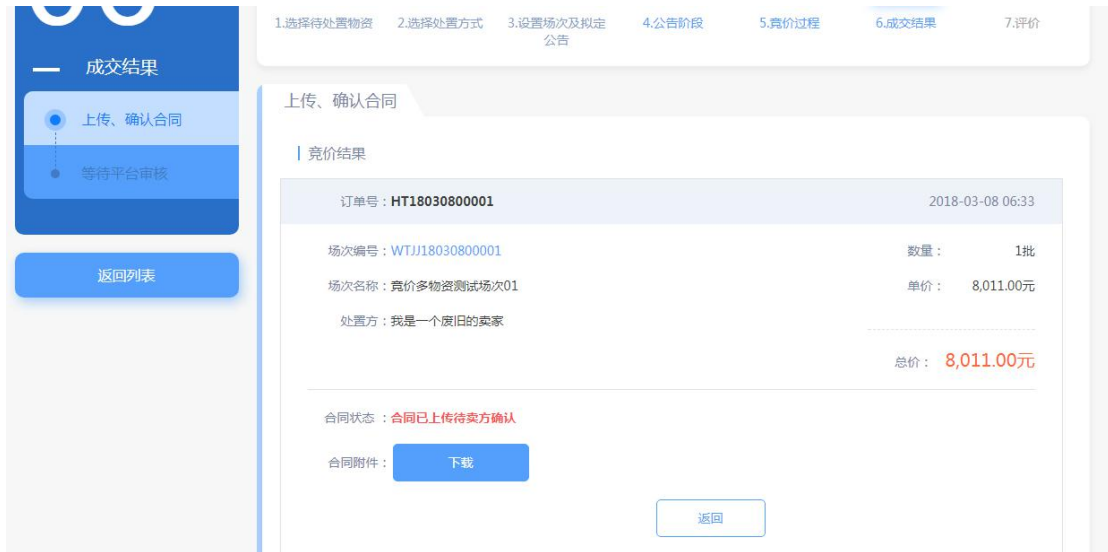 1.选择待处置物资 2.选择处置方式 3.设置场次及拟定公告 4.公告阶段 5.竞价过程 6.成交结果 7.评价
成交结果
上传、确认合同
等待平台审核
返回列表
上传、确认合同
竞价结果
订单号：HT18030800001 2018-03-08 06:33
场次编号：WTJJ18030800001 数量： 1批
场次名称：竞价多物资测试场次01 单价： 8,011.00元
处置方：我是一个废旧的卖家
总价： 8,011.00元
合同状态 ：合同已上传待卖方确认
合同附件： 下载
返回